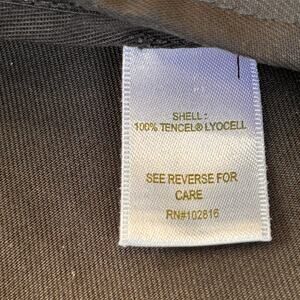 SHELL :
100% TENCEL® LYOCELL
SEE REVERSE FOR
CARE
RN#102816